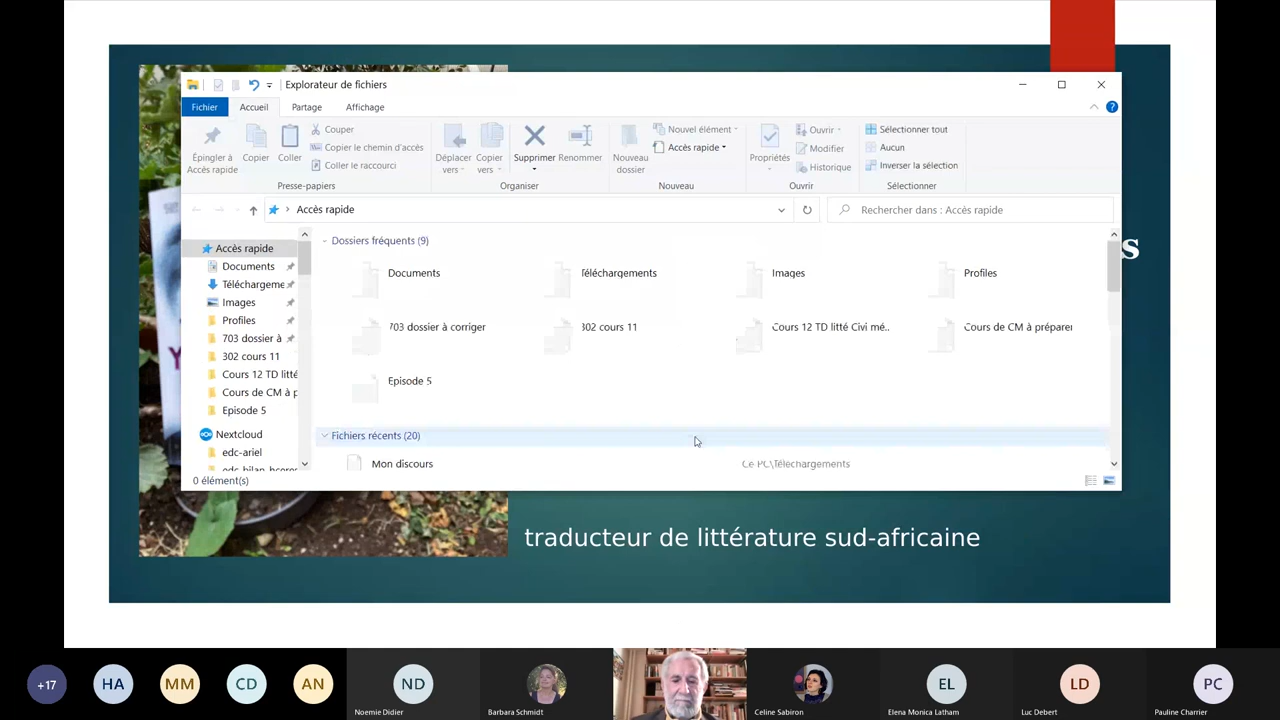 Explorateur de fichiers
Fichier Accueil Partage Affichage
Épingler à Accès rapide
Copier
Coller
Couper
Copier le chemin d'accès
Coller le raccourci
Presse-papiers
Déplacer vers
Copier vers
Supprimer
Renommer
Organiser
Nouveau dossier
Nouvel élément
Accès rapide
Nouveau
Propriétés
Ouvrir
Modifier
Historique
Ouvrir
Sélectionner tout
Aucun
Inverser la sélection
Sélectionner
Accès rapide
Rechercher dans : Accès rapide
Accès rapide
Documents
Téléchargeme
Images
Profiles
703 dossier à
302 cours 11
Cours 12 TD litté
Cours de CM à p
Episode 5
Nextcloud
edc-ariel
edc-bilan-hceres
Dossiers fréquents (9)
Documents
Téléchargements
Images
Profiles
703 dossier à corriger
302 cours 11
Cours 12 TD litté Civi mé..
Cours de CM à préparer
Episode 5
Fichiers récents (20)
Mon discours
Ce PC\Téléchargements
0 élément(s)
s
Y
traducteur de littérature sud-africaine
+17
HA
MM
CD
AN
ND
Noemie Didier
Barbara Schmidt
Celine Sabiron
EL
Elena Monica Latham
LD
Luc Debert
PC
Pauline Charrier